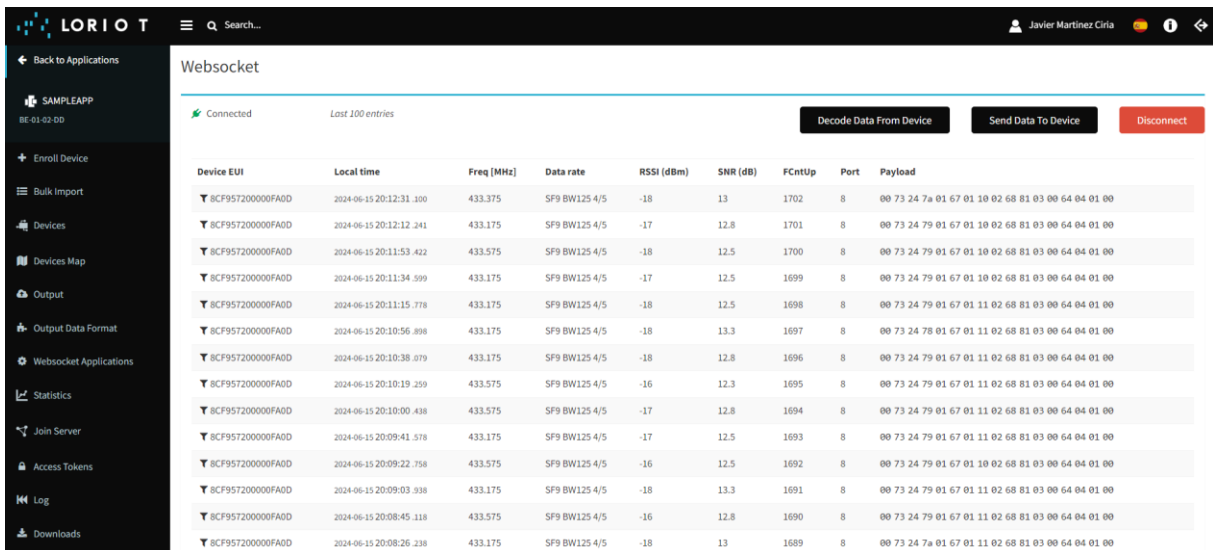 LORIOT Search... Javier Martinez Ciria
Back to Applications
SAMPLEAPP
BE-01-02-DD
Enroll Device
Bulk Import
Devices
Devices Map
Output
Output Data Format
Websocket Applications
Statistics
Join Server
Access Tokens
Log
Downloads
Websocket
Connected Last 100 entries Decode Data From Device Send Data To Device Disconnect
Device EUI Local time Freq [MHz] Data rate RSSI (dBm) SNR (dB) FCntUp Port Payload
8CF957200000FA0D 2024-06-15 20:12:31 .100 433.375 SF9 BW125 4/5 -18 13 1702 8 00 73 24 7a 01 67 01 10 02 68 81 03 00 64 04 01 00
8CF957200000FA0D 2024-06-15 20:12:12 .241 433.175 SF9 BW125 4/5 -17 12.8 1701 8 00 73 24 79 01 67 01 10 02 68 81 03 00 64 04 01 00
8CF957200000FA0D 2024-06-15 20:11:53 .422 433.575 SF9 BW125 4/5 -18 12.5 1700 8 00 73 24 79 01 67 01 10 02 68 81 03 00 64 04 01 00
8CF957200000FA0D 2024-06-15 20:11:34 .599 433.175 SF9 BW125 4/5 -17 12.5 1699 8 00 73 24 79 01 67 01 10 02 68 81 03 00 64 04 01 00
8CF957200000FA0D 2024-06-15 20:11:15 .778 433.575 SF9 BW125 4/5 -18 12.5 1698 8 00 73 24 79 01 67 01 11 02 68 81 03 00 64 04 01 00
8CF957200000FA0D 2024-06-15 20:10:56 .898 433.175 SF9 BW125 4/5 -18 13.3 1697 8 00 73 24 78 01 67 01 11 02 68 81 03 00 64 04 01 00
8CF957200000FA0D 2024-06-15 20:10:38 .079 433.175 SF9 BW125 4/5 -18 12.8 1696 8 00 73 24 79 01 67 01 11 02 68 81 03 00 64 04 01 00
8CF957200000FA0D 2024-06-15 20:10:19 .259 433.575 SF9 BW125 4/5 -16 12.3 1695 8 00 73 24 79 01 67 01 11 02 68 81 03 00 64 04 01 00
8CF957200000FA0D 2024-06-15 20:10:00 .438 433.575 SF9 BW125 4/5 -17 12.8 1694 8 00 73 24 79 01 67 01 11 02 68 81 03 00 64 04 01 00
8CF957200000FA0D 2024-06-15 20:09:41 .578 433.175 SF9 BW125 4/5 -17 12.5 1693 8 00 73 24 79 01 67 01 11 02 68 81 03 00 64 04 01 00
8CF957200000FA0D 2024-06-15 20:09:22 .758 433.575 SF9 BW125 4/5 -16 12.5 1692 8 00 73 24 79 01 67 01 10 02 68 81 03 00 64 04 01 00
8CF957200000FA0D 2024-06-15 20:09:03 .938 433.175 SF9 BW125 4/5 -18 13.3 1691 8 00 73 24 79 01 67 01 11 02 68 81 03 00 64 04 01 00
8CF957200000FA0D 2024-06-15 20:08:45 .118 433.575 SF9 BW125 4/5 -16 12.8 1690 8 00 73 24 79 01 67 01 11 02 68 81 03 00 64 04 01 00
8CF957200000FA0D 2024-06-15 20:08:26 .238 433.175 SF9 BW125 4/5 -18 13 1689 8 00 73 24 7a 01 67 01 11 02 68 81 03 00 64 04 01 00